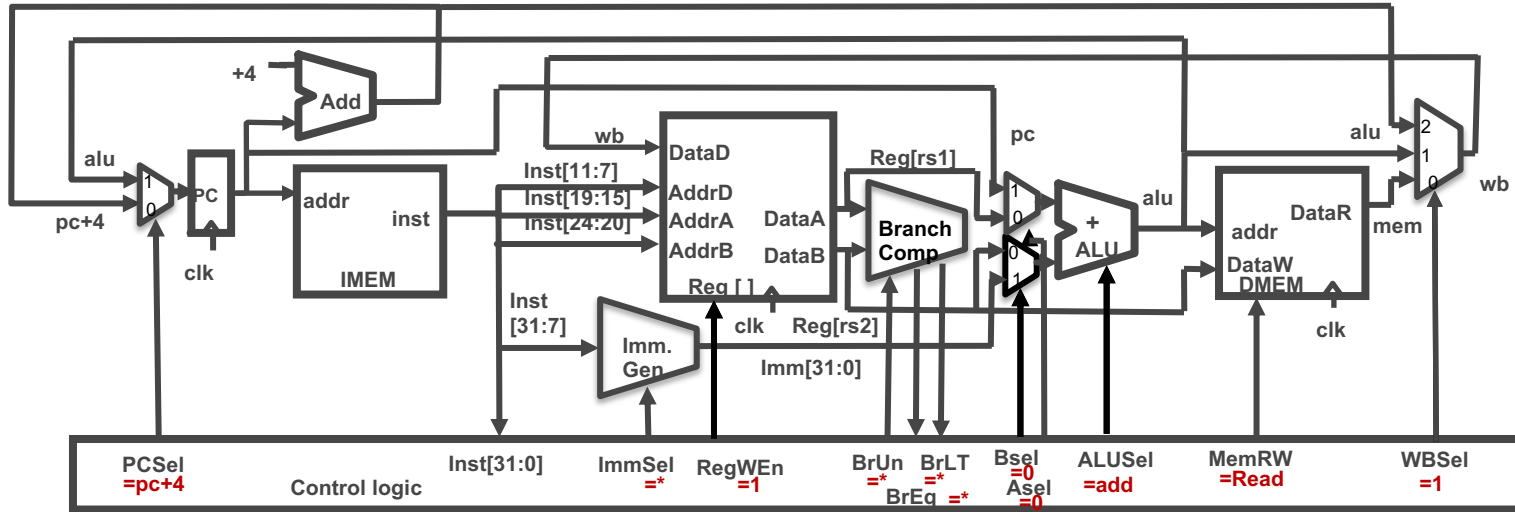 +4
Add
alu
1
0
pc+4
PC
clk
addr
inst
IMEM
wb
Inst[11:7]
Inst[19:15]
Inst[24:20]
DataD
AddrD
AddrA
AddrB
DataA
DataB
Reg [ ]
clk
Inst
[31:7]
Imm.
Gen
Imm[31:0]
Reg[rs1]
Reg[rs2]
Branch
Comp
pc
1
0
0
1
+
ALU
alu
addr
DataR
DataW
DMEM
clk
mem
alu
2
1
0
wb
PCSel
=pc+4
Inst[31:0]
Control logic
ImmSel
=*
RegWEn
=1
BrUn
=*
BrEq =*
BrLT
=*
Bsel
=0
Asel
=0
ALUSel
=add
MemRW
=Read
WBSel
=1